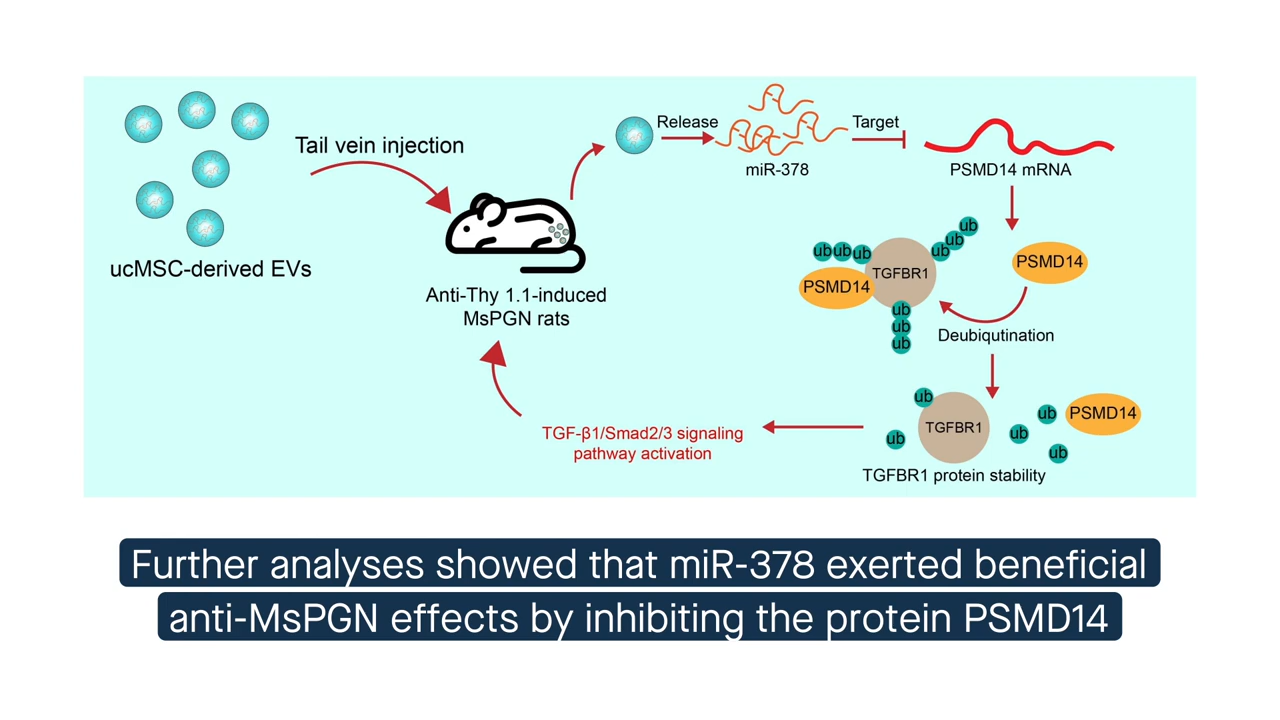 Tail vein injection
ucMSC-derived EVs
Anti-Thy 1.1-induced
MsPGN rats
Release
miR-378
Target
PSMD14 mRNA
PSMD14
ub
ub
ub
ub
ub
ub
TGFBR1
PSMD14
ub
ub
ub
Deubiqutination
ub
ub
TGFBR1
ub
ub
ub
PSMD14
TGFBR1 protein stability
TGF-β1/Smad2/3 signaling
pathway activation
Further analyses showed that miR-378 exerted beneficial
anti-MsPGN effects by inhibiting the protein PSMD14